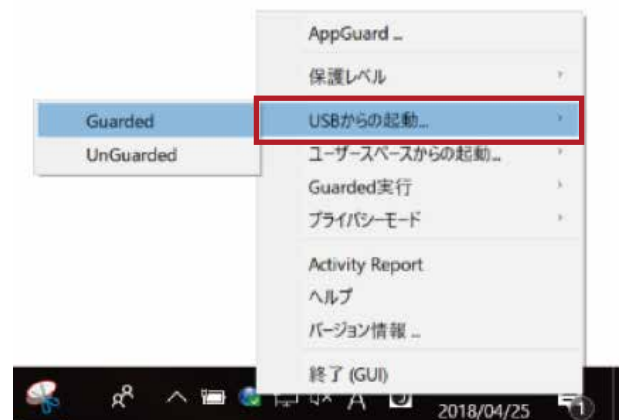 AppGuard ...
保護レベル
USBからの起動...
ユーザースペースからの起動...
Guarded実行
プライバシーモード
Activity Report
ヘルプ
バージョン情報 ...
終了 (GUI)
Guarded
UnGuarded
A
2018/04/25
1